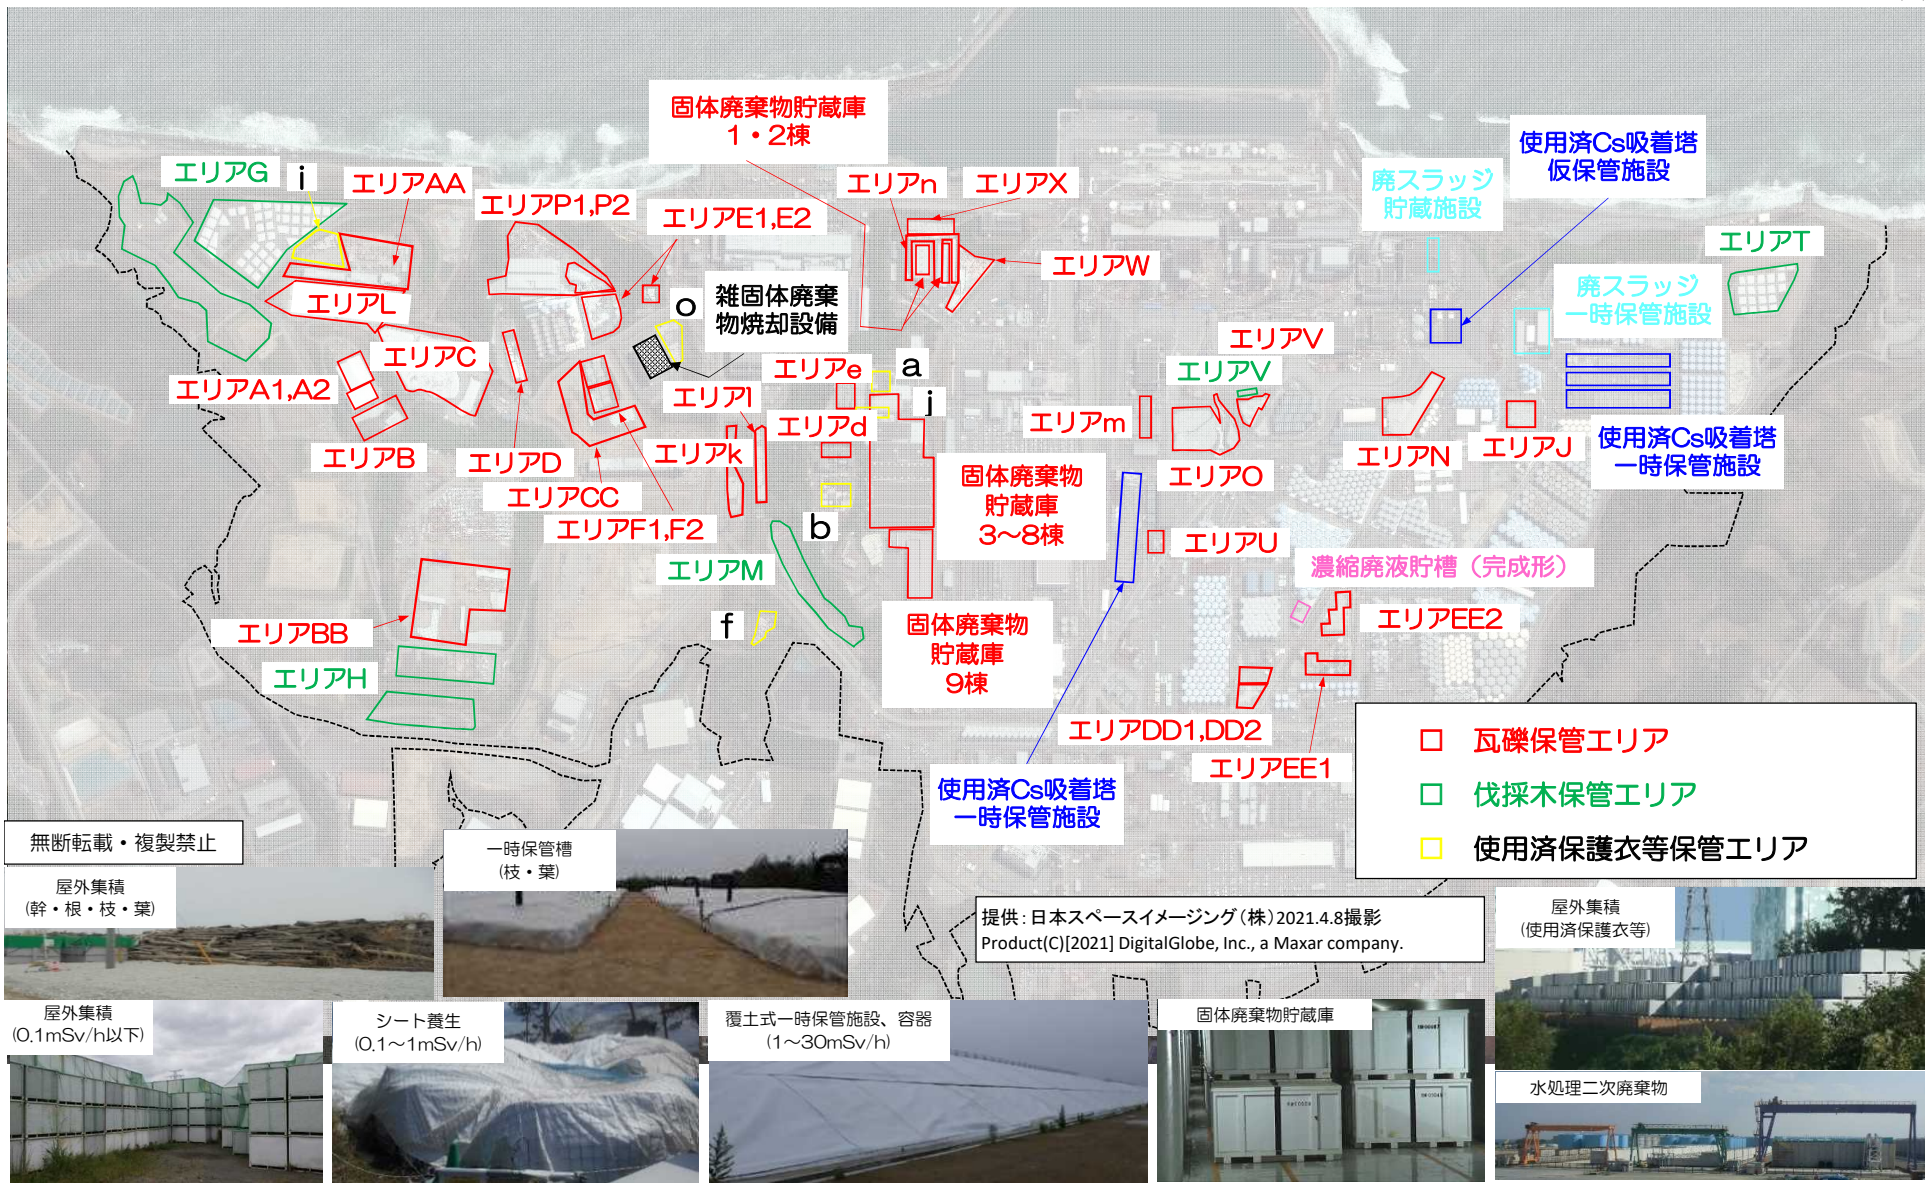 固体廃棄物貯蔵庫
1・2棟
使用済Cs吸着塔
仮保管施設
エリアG
i
エリアAA
エリアP1,P2
エリアE1,E2
エリアn
エリアX
エリアW
廃スラッジ
貯蔵施設
エリアT
廃スラッジ
一時保管施設
エリアL
o
雑固体廃棄
物焼却設備
エリアC
エリアA1,A2
エリアB
エリアD
エリアCC
エリアF1,F2
エリアl
エリアk
エリアe
a
j
エリアd
b
エリアV
エリアV
エリアm
エリアO
エリアN
エリアJ
使用済Cs吸着塔
一時保管施設
固体廃棄物
貯蔵庫
3～8棟
エリアU
エリアM
濃縮廃液貯槽（完成形）
エリアBB
エリアH
f
固体廃棄物
貯蔵庫
9棟
エリアEE2
エリアDD1,DD2
エリアEE1
使用済Cs吸着塔
一時保管施設
瓦礫保管エリア
伐採木保管エリア
使用済保護衣等保管エリア
無断転載・複製禁止
屋外集積
(幹・根・枝・葉)
一時保管槽
(枝・葉)
提供：日本スペースイメージング（株）2021.4.8撮影
Product(C)[2021] DigitalGlobe, Inc., a Maxar company.
屋外集積
(使用済保護衣等)
屋外集積
(0.1mSv/h以下)
シート養生
(0.1～1mSv/h)
覆土式一時保管施設、容器
(1～30mSv/h)
固体廃棄物貯蔵庫
水処理二次廃棄物